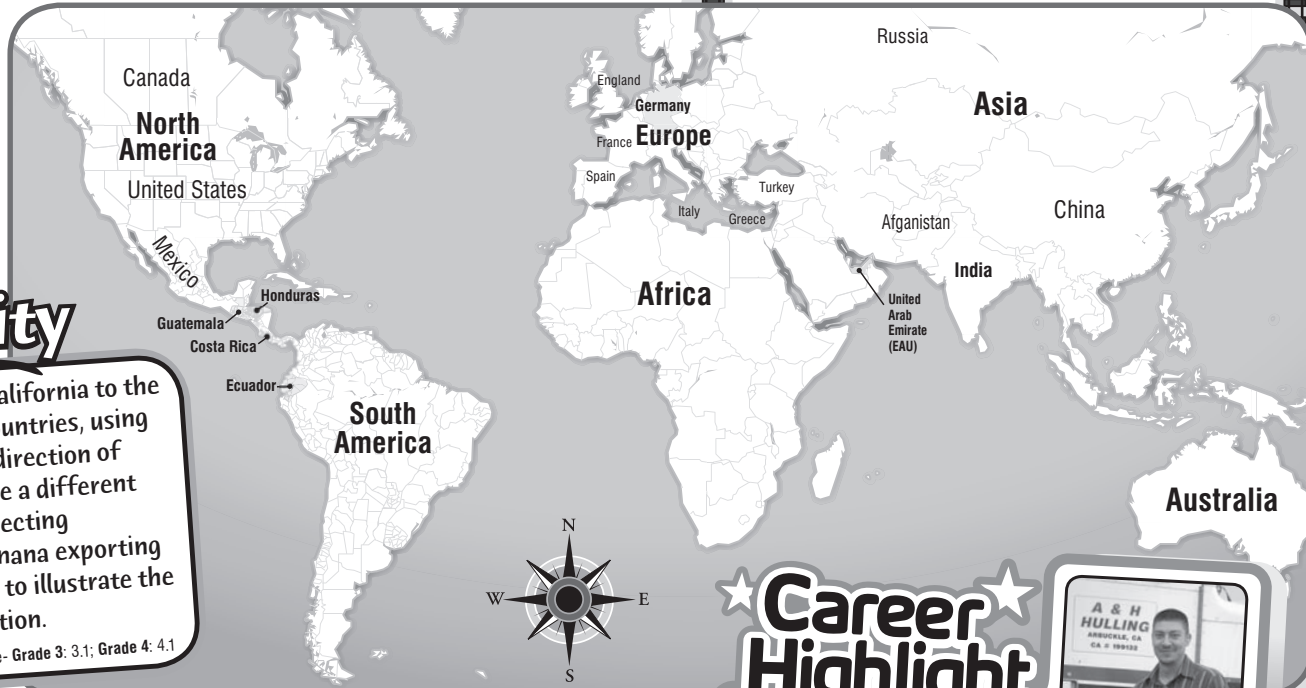 Canada
North
America
United States
Mexico
Honduras
Guatemala
Costa Rica
Ecuador
South
America
England
Germany
France
Europe
Spain
Italy
Greece
Turkey
Russia
Asia
Afganistan
China
India
United
Arab
Emirate
(EAU)
Africa
Australia
N
W
E
S
ity
alifornia to the
untries, using
direction of
e a different
ecting
nana exporting
to illustrate the
tion.
- Grade 3: 3.1; Grade 4: 4.1
Career
Highlight
A & H
HULLING
ARBUCKLE, CA
CA # 199132